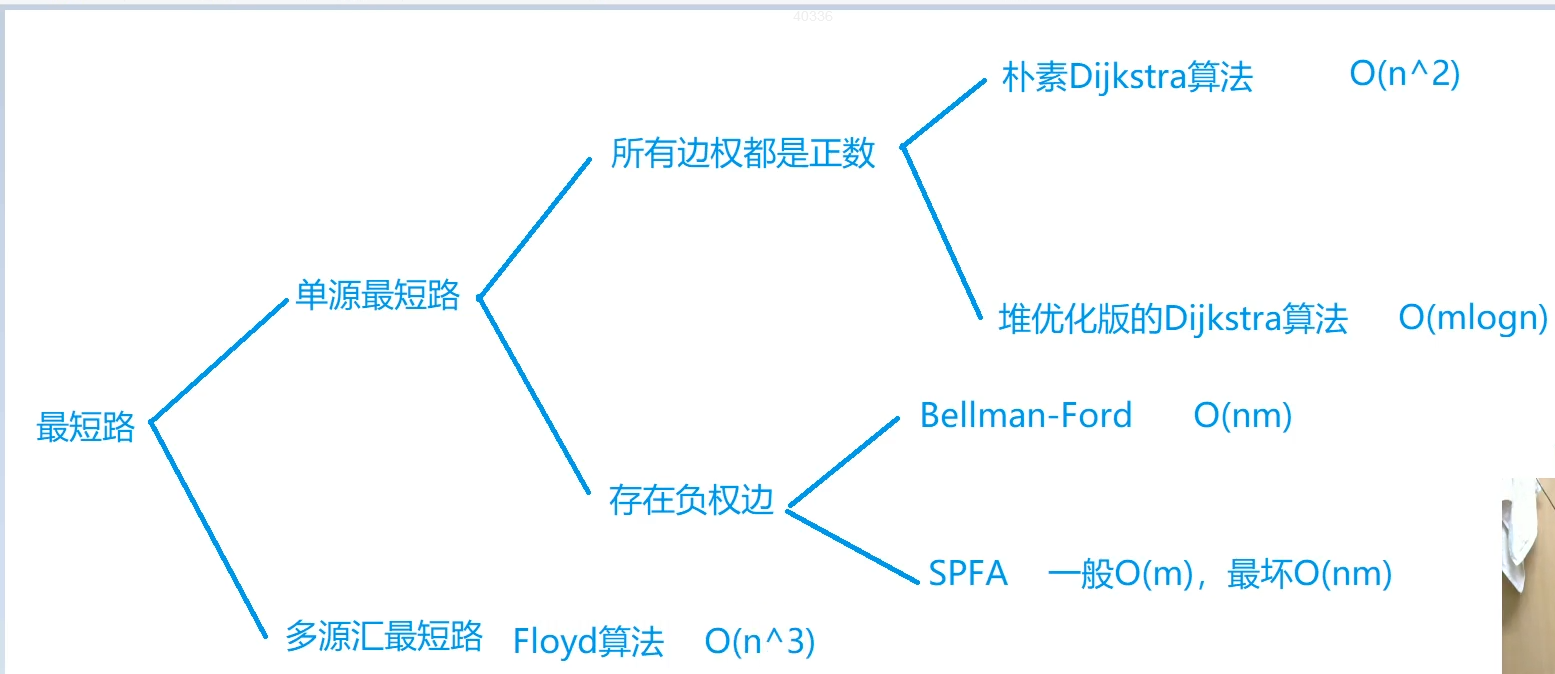 40336
朴素Dijkstra算法 O(n^2)
所有边权都是正数
单源最短路
堆优化版的Dijkstra算法 O(mlogn)
最短路
Bellman-Ford O(nm)
存在负权边
SPFA 一般O(m)，最坏O(nm)
多源汇最短路 Floyd算法 O(n^3)